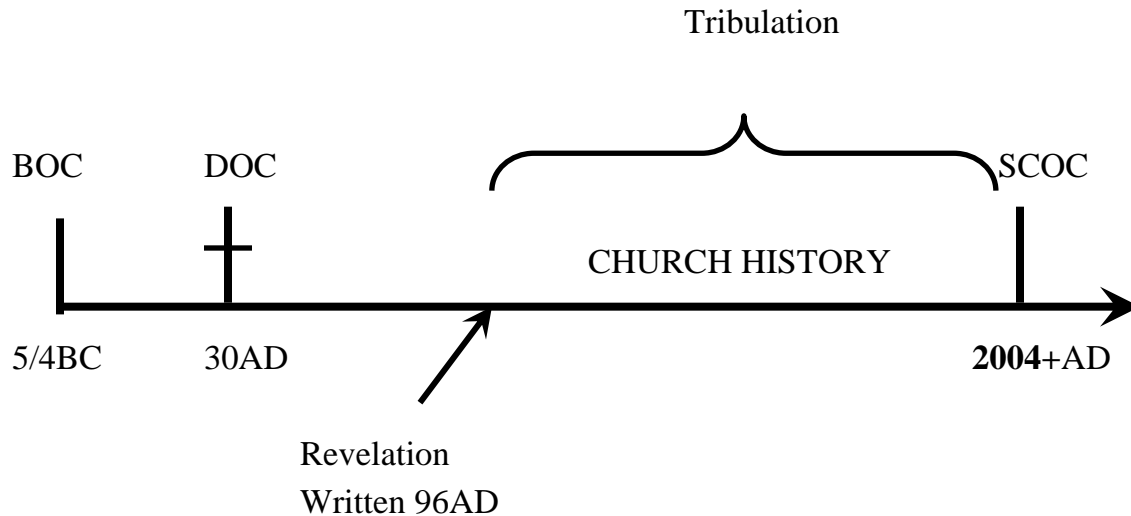 Tribulation
BOC
DOC
SCOC
CHURCH HISTORY
5/4BC
30AD
2004+AD
Revelation
Written 96AD